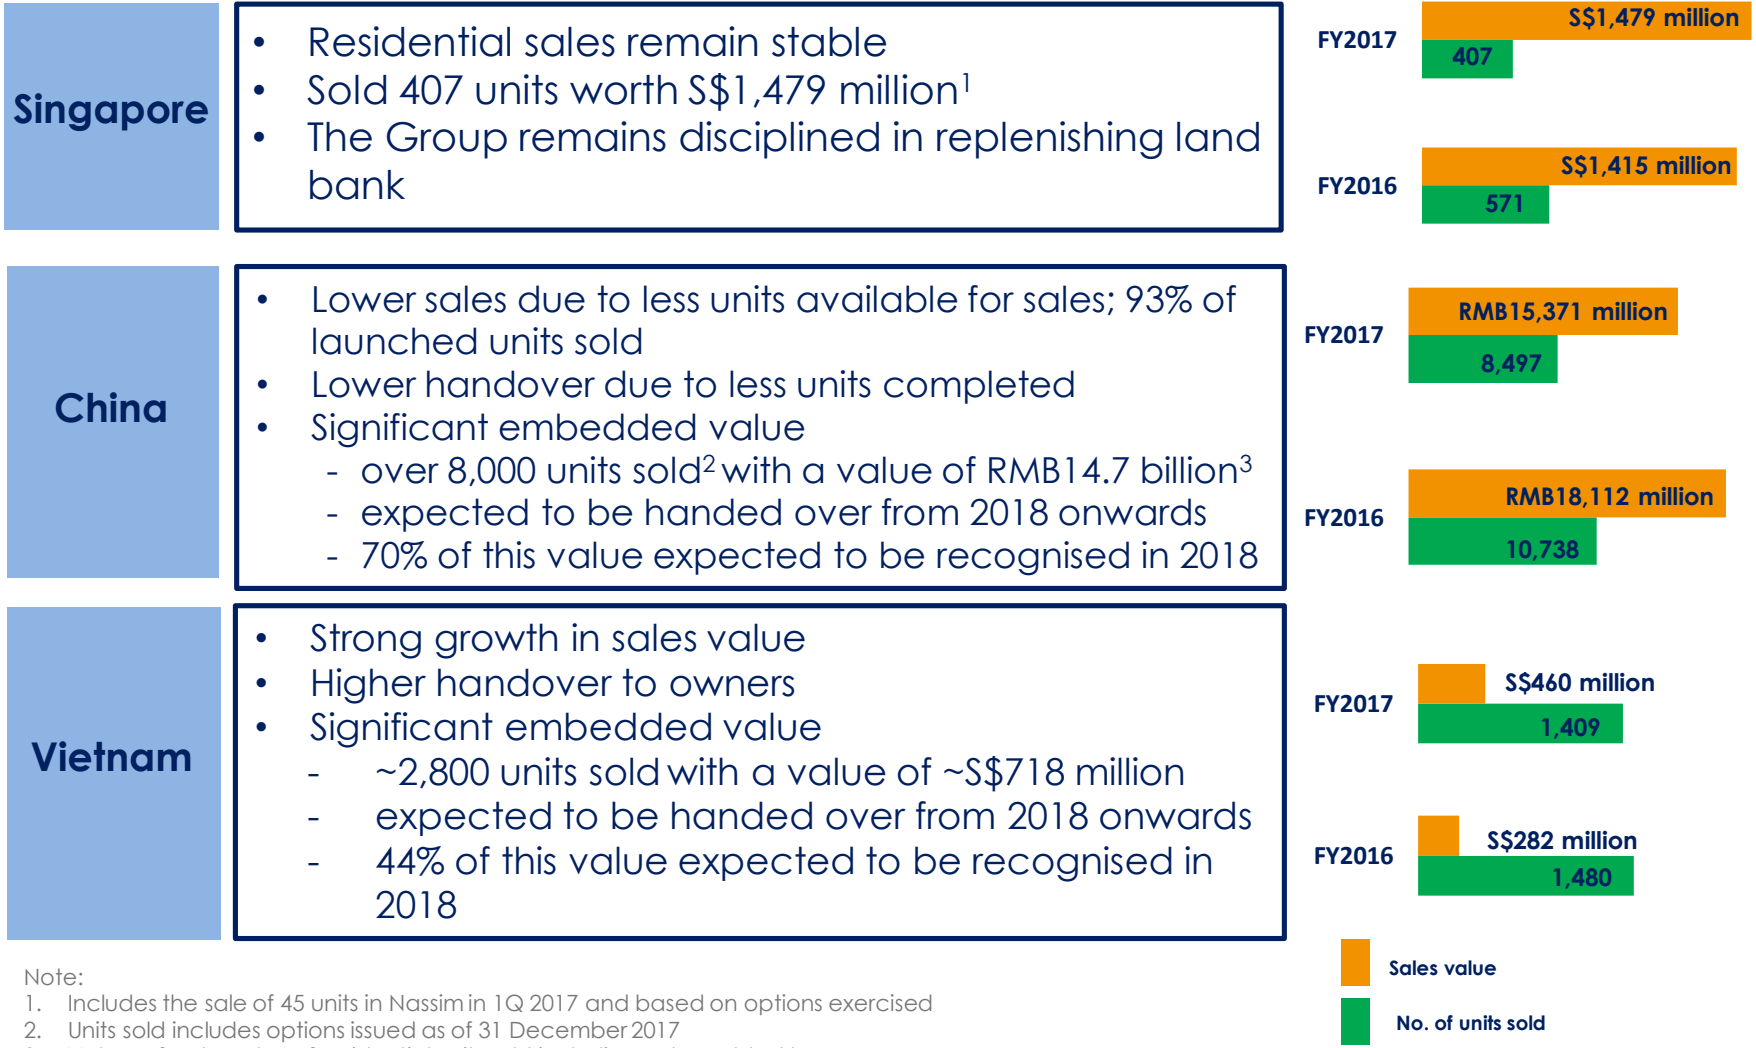 Singapore
• Residential sales remain stable
• Sold 407 units worth S$1,479 million1
• The Group remains disciplined in replenishing land
bank
FY2017
S$1,479 million
407
FY2016
S$1,415 million
571
China
• Lower sales due to less units available for sales; 93% of
launched units sold
• Lower handover due to less units completed
• Significant embedded value
- over 8,000 units sold2 with a value of RMB14.7 billion3
- expected to be handed over from 2018 onwards
- 70% of this value expected to be recognised in 2018
FY2017
RMB15,371 million
8,497
FY2016
RMB18,112 million
10,738
Vietnam
• Strong growth in sales value
• Higher handover to owners
• Significant embedded value
- ~2,800 units sold with a value of ~S$718 million
- expected to be handed over from 2018 onwards
- 44% of this value expected to be recognised in
2018
FY2017
S$460 million
1,409
FY2016
S$282 million
1,480
Sales value
No. of units sold
Note:
1. Includes the sale of 45 units in Nassim in 1Q 2017 and based on options exercised
2. Units sold includes options issued as of 31 December 2017